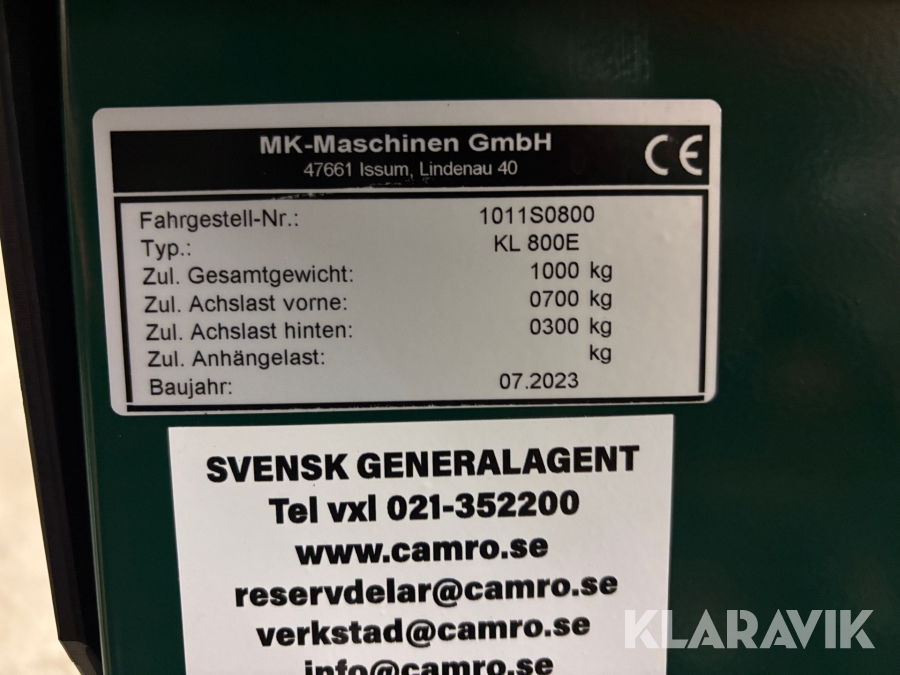 MK-Maschinen GmbH
47661 Issum, Lindenau 40
CE
Fahrgestell-Nr.: 1011S0800
Typ.: KL 800E
Zul. Gesamtgewicht: 1000 kg
Zul. Achslast vorne: 0700 kg
Zul. Achslast hinten: 0300 kg
Zul. Anhängelast: kg
Baujahr: 07.2023
SVENSK GENERALAGENT
Tel vxl 021-352200
www.camro.se
reservdelar@camro.se
verkstad@camro.se
info@camro.se
KLARAVIK